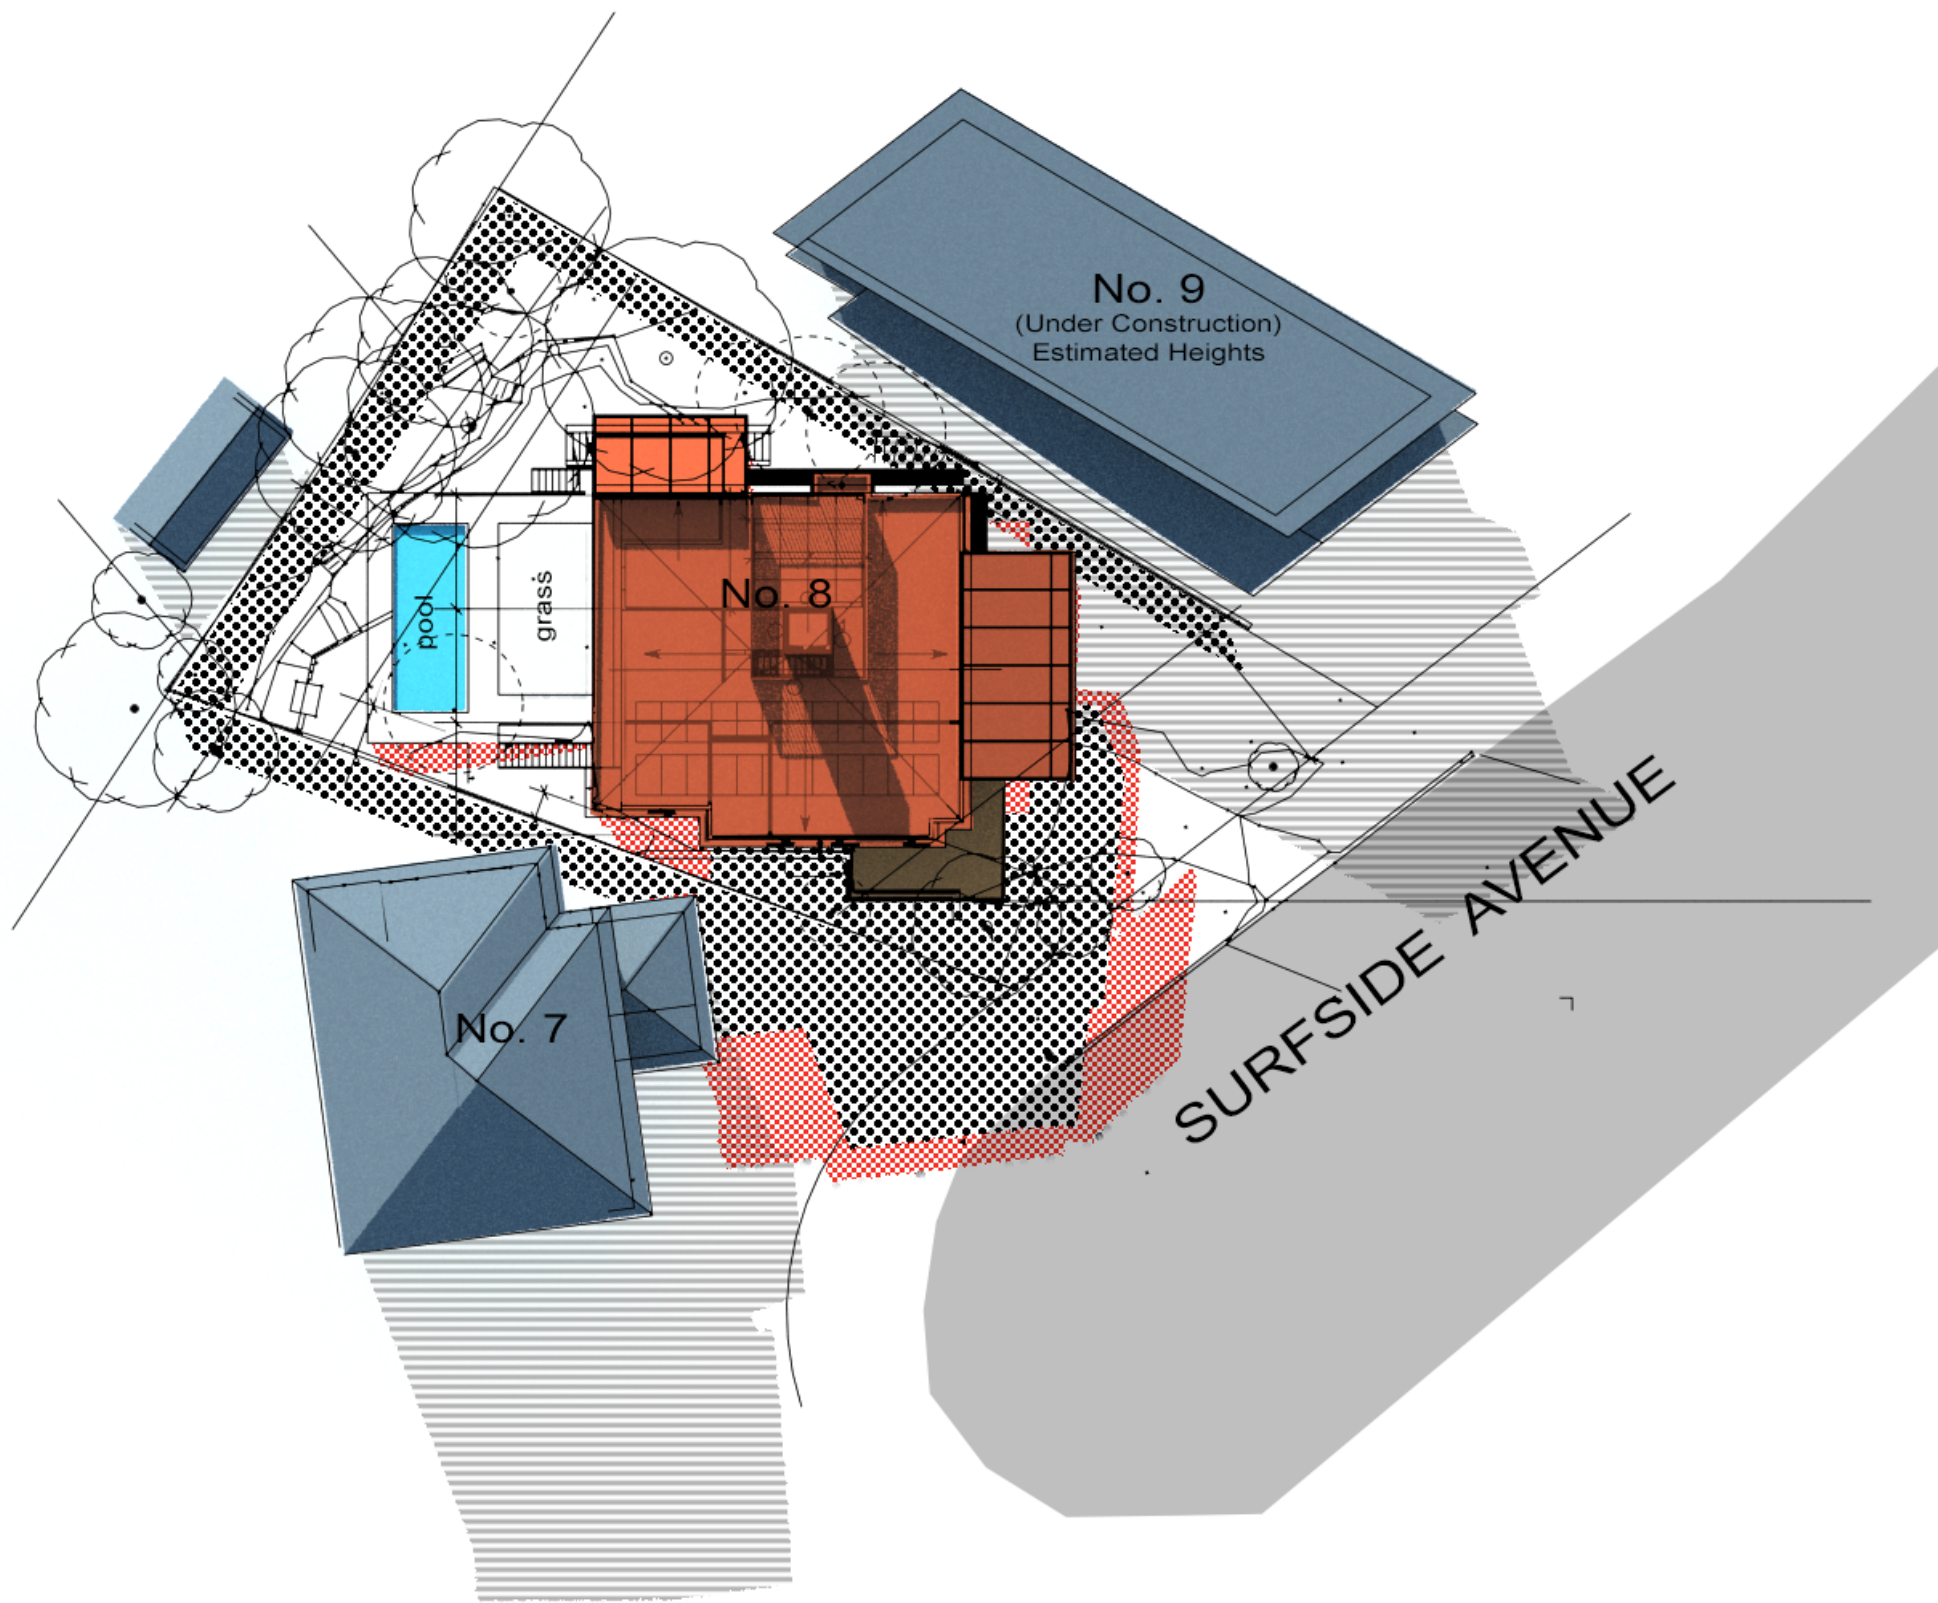 No. 9
(Under Construction)
Estimated Heights
No. 8
pool
grass
No. 7
SURFSIDE AVENUE